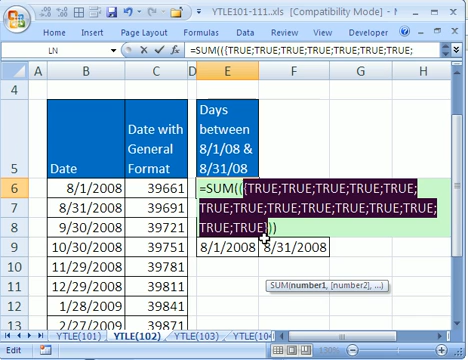 YTLE101-111...xls [Compatibility Mode] -
Home Insert Page Layout Formulas Data Review View
LN =SUM(({TRUE;TRUE;TRUE;TRUE;TRUE;TRUE;
A B C D E F G H
4
5 Date Date with General Format Days between 8/1/08 & 8/31/08
6 8/1/2008 39661 =SUM(({TRUE;TRUE;TRUE;TRUE;TRUE;
7 8/31/2008 39691 TRUE;TRUE;TRUE;TRUE;TRUE;TRUE;TRUE;
8 9/30/2008 39721 TRUE;TRUE}))
9 10/30/2008 39751 8/1/2008 8/31/2008
10 11/29/2008 39781
11 12/29/2008 39811 SUM(number1, [number2], ...)
12 1/28/2009 39841
13 2/27/2009 39871
YTLE(101) YTLE(102) YTLE(103) YTLE(104
Edit 130%